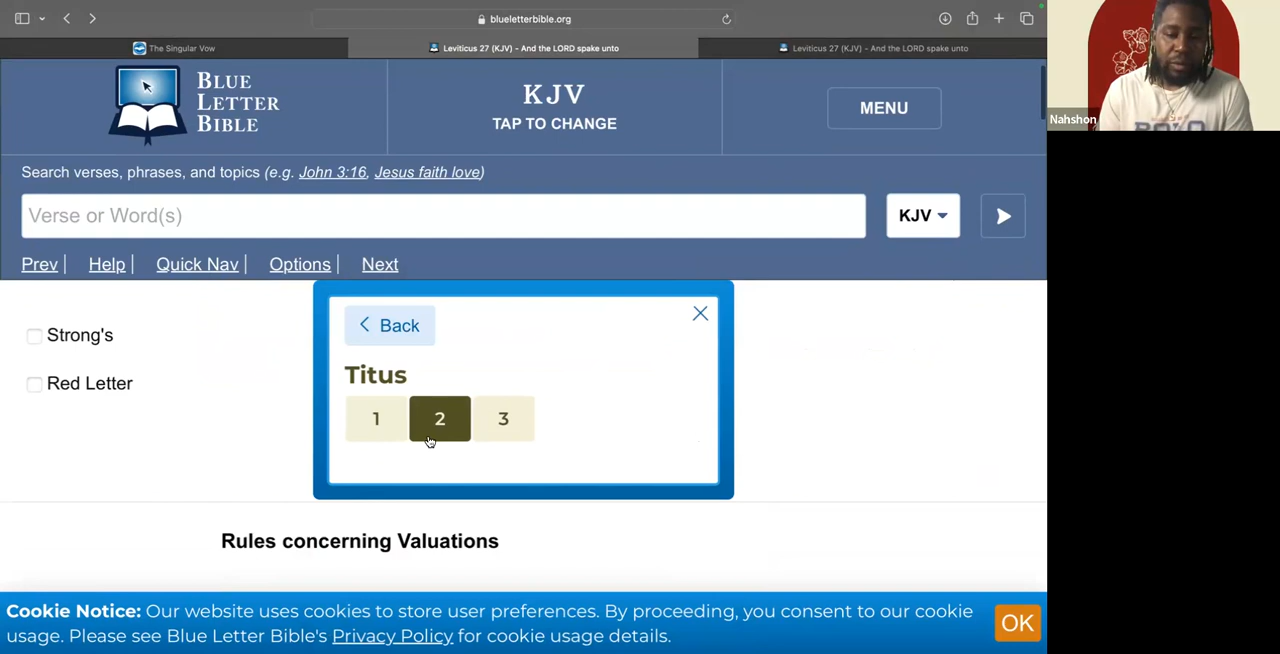 blueletterbible.org
The Singular Vow
Leviticus 27 (KJV) - And the LORD spake unto
Leviticus 27 (KJV) - And the LORD spake unto
BLUE
LETTER
BIBLE
KJV
TAP TO CHANGE
MENU
Nahshon
Search verses, phrases, and topics (e.g. John 3:16, Jesus faith love)
Verse or Word(s)
KJV
Prev | Help | Quick Nav | Options | Next
Back
Strong's
Titus
Red Letter
1 2 3
Rules concerning Valuations
Cookie Notice: Our website uses cookies to store user preferences. By proceeding, you consent to our cookie
usage. Please see Blue Letter Bible's Privacy Policy for cookie usage details.
OK